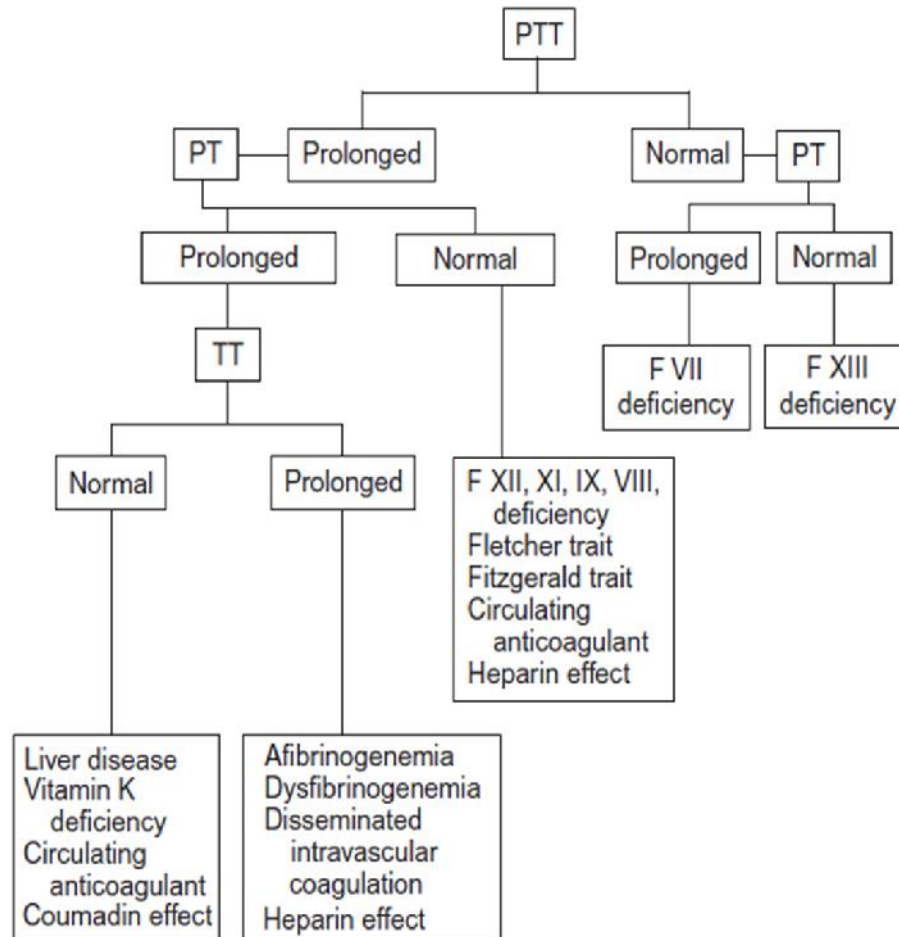 PTT
PT
Prolonged
Normal
PT
Prolonged
Normal
Prolonged
Normal
TT
F VII
deficiency
F XIII
deficiency
Normal
Prolonged
F XII, XI, IX, VIII,
deficiency
Fletcher trait
Fitzgerald trait
Circulating
anticoagulant
Heparin effect
Liver disease
Vitamin K
deficiency
Circulating
anticoagulant
Coumadin effect
Afibrinogenemia
Dysfibrinogenemia
Disseminated
intravascular
coagulation
Heparin effect